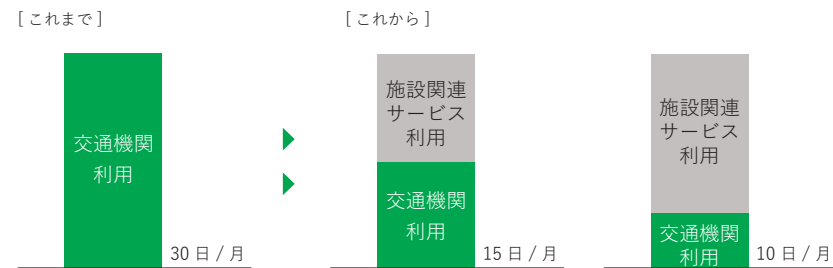 [ これまで ]
[ これから ]
交通機関
利用
30 日 / 月
施設関連
サービス
利用
交通機関
利用
15 日 / 月
施設関連
サービス
利用
交通機関
利用
10 日 / 月